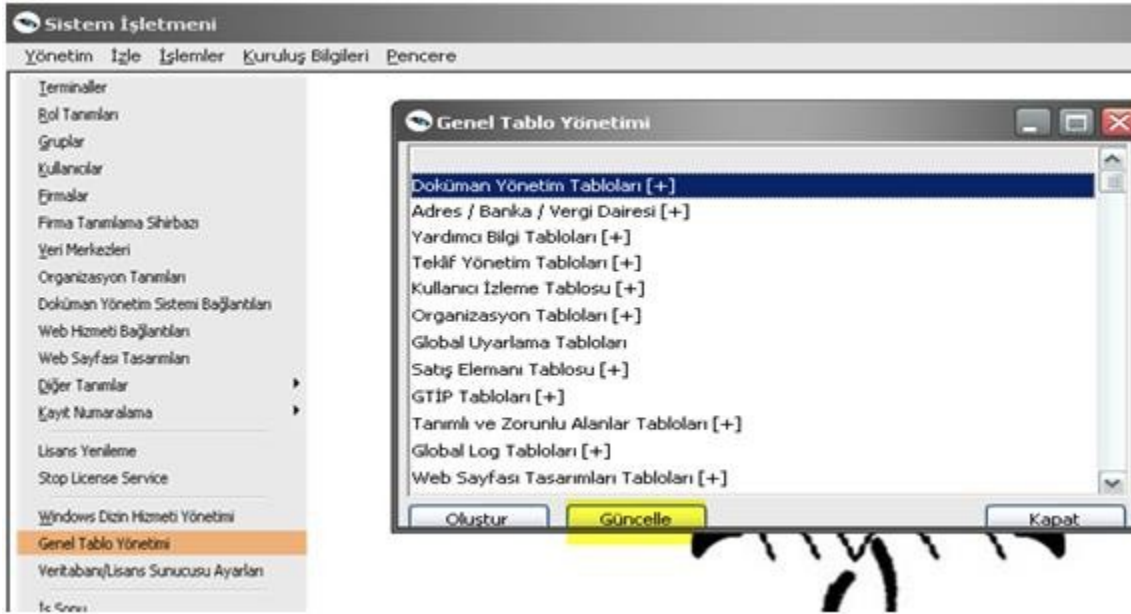 Sistem İşletmeni
Yönetim İzle İşlemler Kuruluş Bilgileri Pencere
Terminaller
Rol Tanımları
Gruplar
Kullanıcılar
Firmalar
Firma Tanımlama Sihirbazı
Veri Merkezleri
Organizasyon Tanımları
Doküman Yönetim Sistemi Bağlantıları
Web Hizmeti Bağlantıları
Web Sayfası Tasarımları
Diğer Tanımlar
Kayıt Numaralama
Lisans Yenileme
Stop License Service
Windows Dizin Hizmeti Yönetimi
Genel Tablo Yönetimi
Veritabanı/Lisans Sunucusu Ayarları
İş Sonu
Genel Tablo Yönetimi
Doküman Yönetim Tabloları [+]
Adres / Banka / Vergi Dairesi [+]
Yardımcı Bilgi Tabloları [+]
Teklif Yönetim Tabloları [+]
Kullanıcı İzleme Tablosu [+]
Organizasyon Tabloları [+]
Global Uyarlama Tabloları
Satış Elemanı Tablosu [+]
GTİP Tabloları [+]
Tanımlı ve Zorunlu Alanlar Tabloları [+]
Global Log Tabloları [+]
Web Sayfası Tasarımları Tabloları [+]
Oluştur Güncelle Kapat